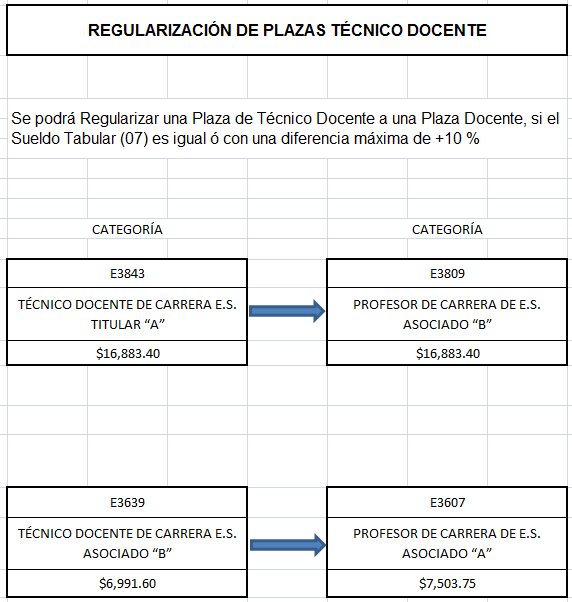 REGULARIZACIÓN DE PLAZAS TÉCNICO DOCENTE
Se podrá Regularizar una Plaza de Técnico Docente a una Plaza Docente, si el
Sueldo Tabular (07) es igual ó con una diferencia máxima de +10 %
CATEGORÍA
CATEGORÍA
E3843
E3809
TÉCNICO DOCENTE DE CARRERA E.S.
TITULAR “A”
PROFESOR DE CARRERA DE E.S.
ASOCIADO “B”
$16,883.40
$16,883.40
E3639
E3607
TÉCNICO DOCENTE DE CARRERA E.S.
ASOCIADO “B”
PROFESOR DE CARRERA DE E.S.
ASOCIADO “A”
$6,991.60
$7,503.75